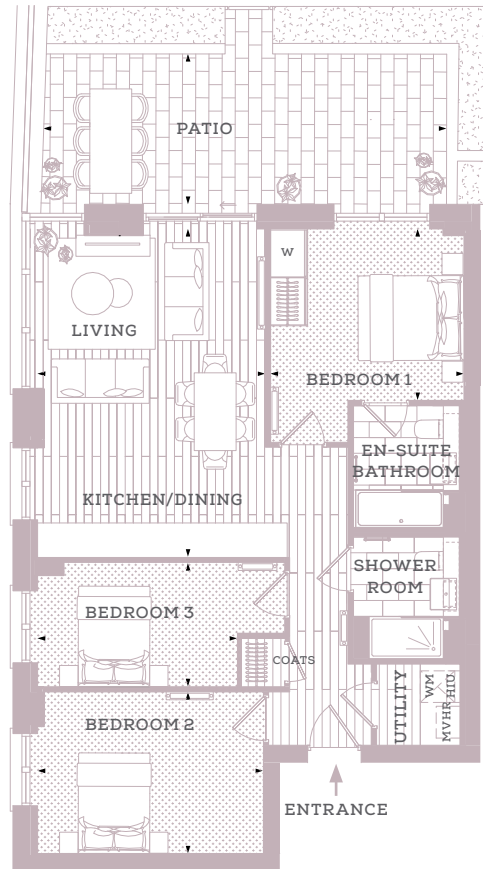 PATIO
W
LIVING
BEDROOM 1
EN-SUITE
BATHROOM
KITCHEN/DINING
SHOWER
ROOM
BEDROOM 3
COATS
UTILITY
WM
MVHR HIU
BEDROOM 2
ENTRANCE